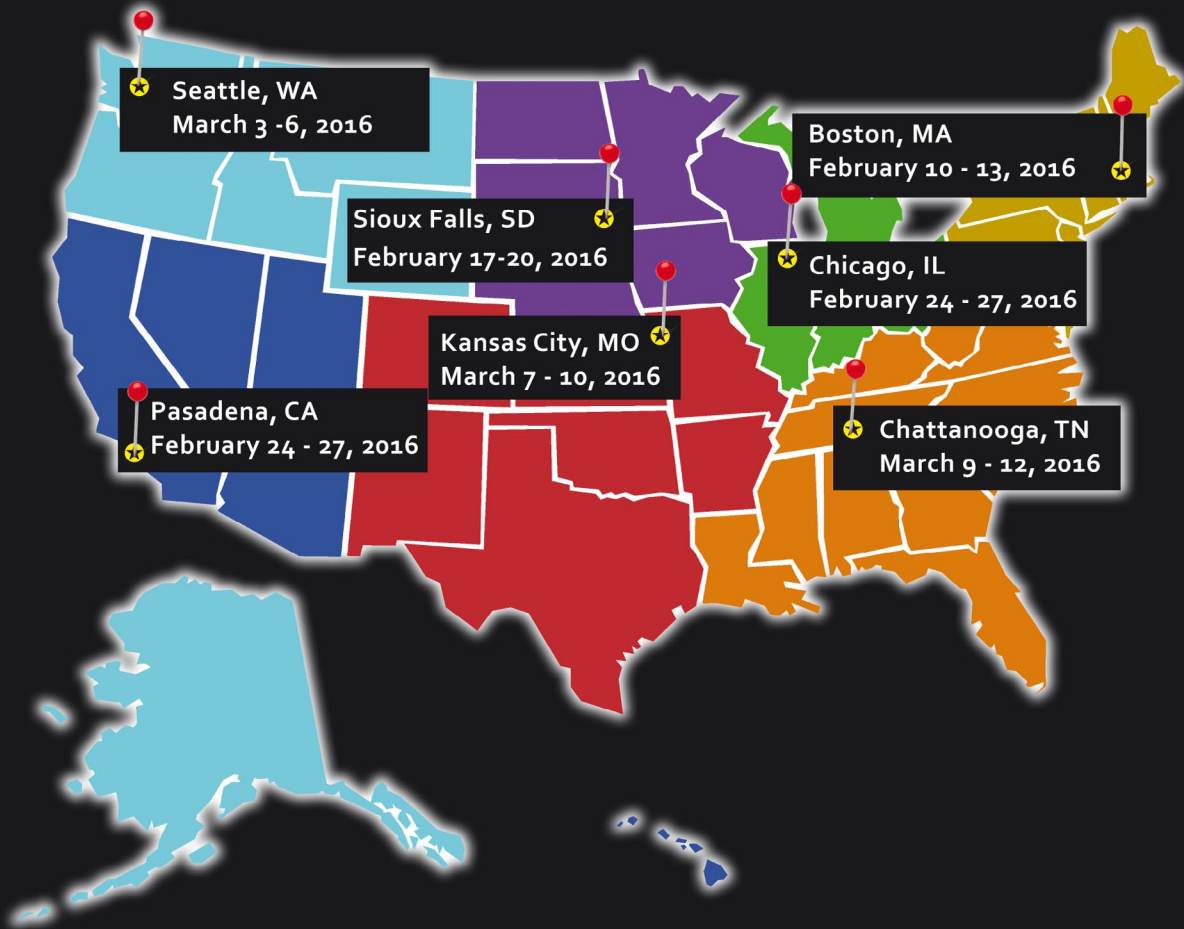 Seattle, WA
March 3 -6, 2016
Boston, MA
February 10 - 13, 2016
Sioux Falls, SD
February 17-20, 2016
Chicago, IL
February 24 - 27, 2016
Kansas City, MO
March 7 - 10, 2016
Pasadena, CA
February 24 - 27, 2016
Chattanooga, TN
March 9 - 12, 2016